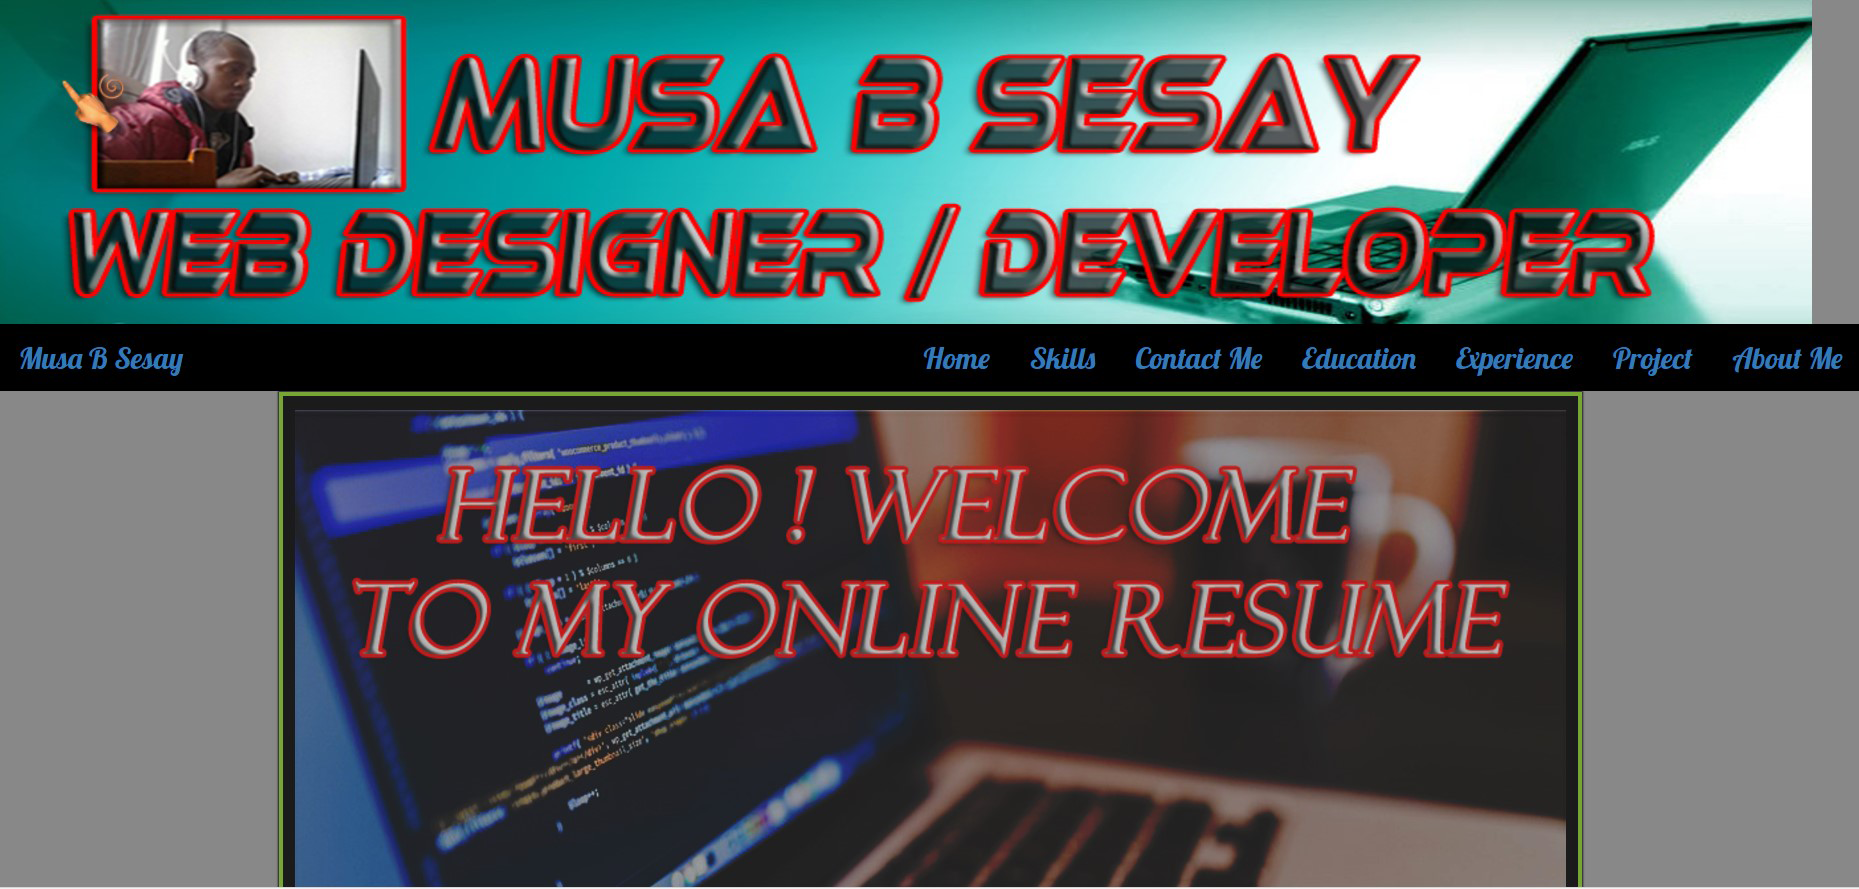 MUSA B SESAY
WEB DESIGNER / DEVELOPER
Musa B Sesay
Home Skills Contact Me Education Experience Project About Me
HELLO ! WELCOME
TO MY ONLINE RESUME